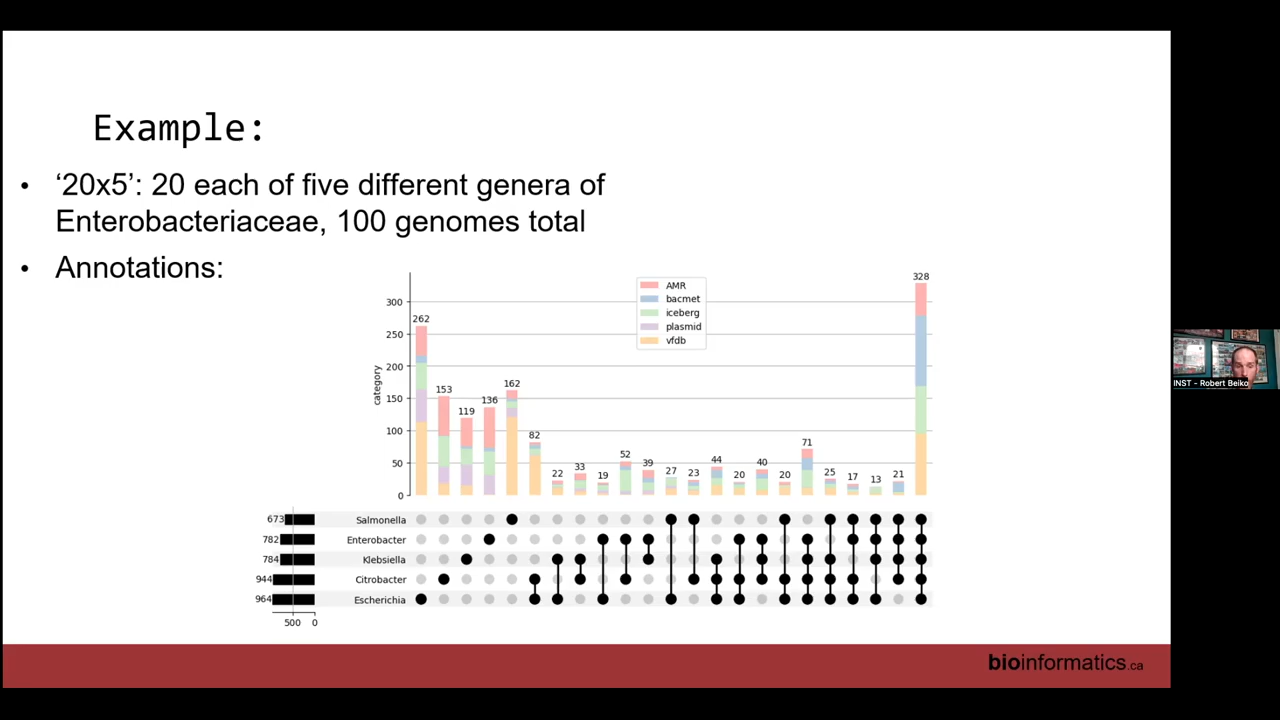 Example:
• ‘20x5’: 20 each of five different genera of
Enterobacteriaceae, 100 genomes total
• Annotations:
category
300
250
200
150
100
50
0
AMR
bacmet
iceberg
plasmid
vfdb
262
153
119
136
162
82
22
33
19
52
39
27
23
44
20
40
20
71
25
17
13
21
328
673 Salmonella
782 Enterobacter
784 Klebsiella
944 Citrobacter
964 Escherichia
500 0
INST - Robert Beiko
bioinformatics.ca